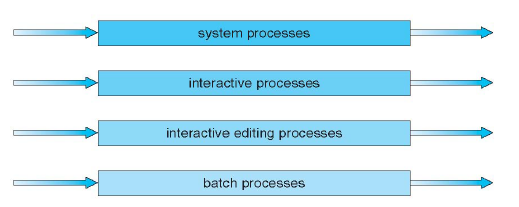 system processes
interactive processes
interactive editing processes
batch processes